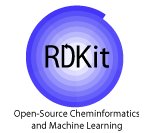 RDKit
Open-Source Cheminformatics
and Machine Learning